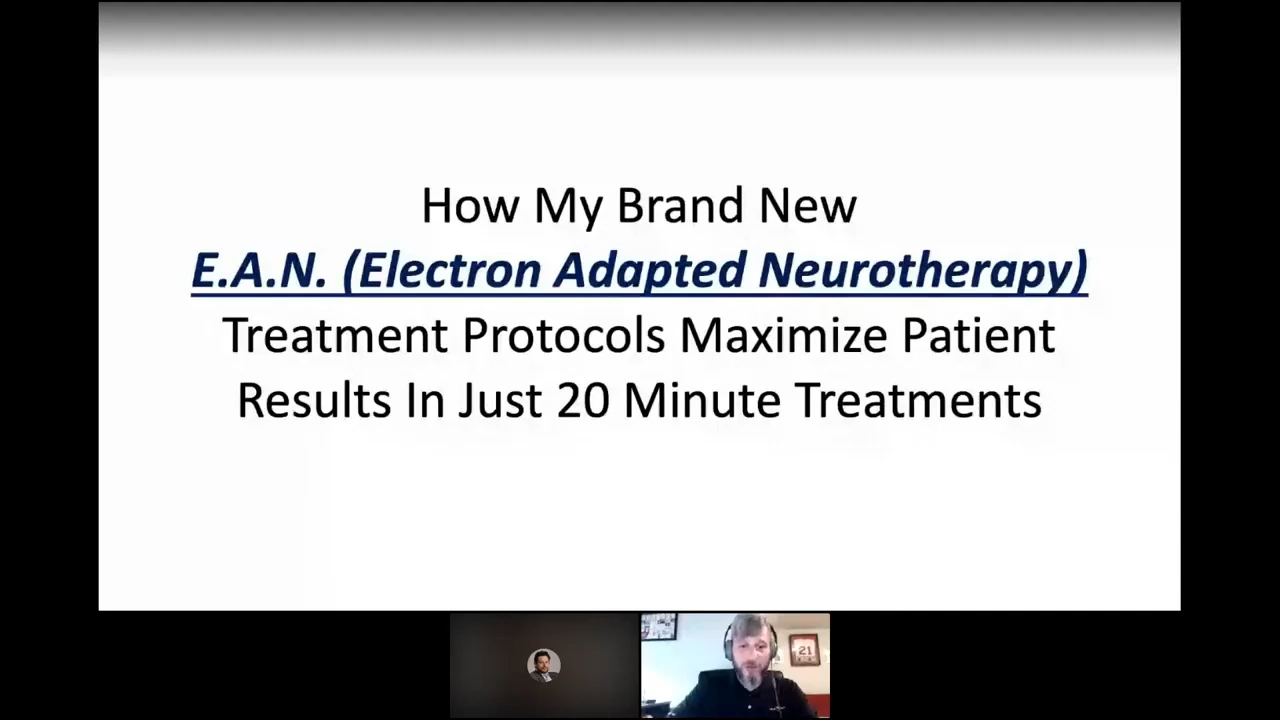 How My Brand New
E.A.N. (Electron Adapted Neurotherapy)
Treatment Protocols Maximize Patient
Results In Just 20 Minute Treatments
21